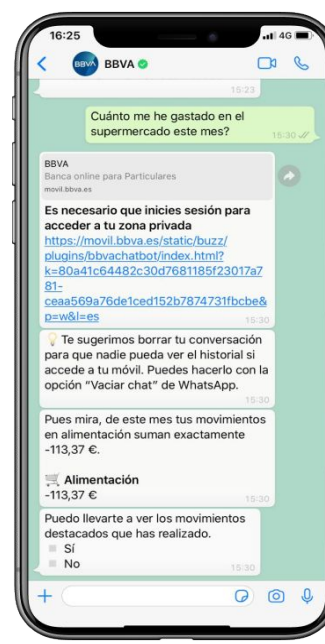 16:25
4G
BBVA
BBVA
15:23
Cuánto me he gastado en el
supermercado este mes?
15:30
BBVA
Banca online para Particulares
movil.bbva.es
Es necesario que inicies sesión para
acceder a tu zona privada
https://movil.bbva.es/static/buzz/
plugins/bbvachatbot/index.html?
k=80a41c64482c30d7681185f23017a7
81-
ceaa569a76de1ced152b7874731fbcbe&
p=w&l=es
15:30
Te sugerimos borrar tu conversación
para que nadie pueda ver el historial si
accede a tu móvil. Puedes hacerlo con la
opción “Vaciar chat” de WhatsApp.
15:30
Pues mira, de este mes tus movimientos
en alimentación suman exactamente
-113,37 €.
Alimentación
-113,37 €
15:30
Puedo llevarte a ver los movimientos
destacados que has realizado.
Sí
No
15:30